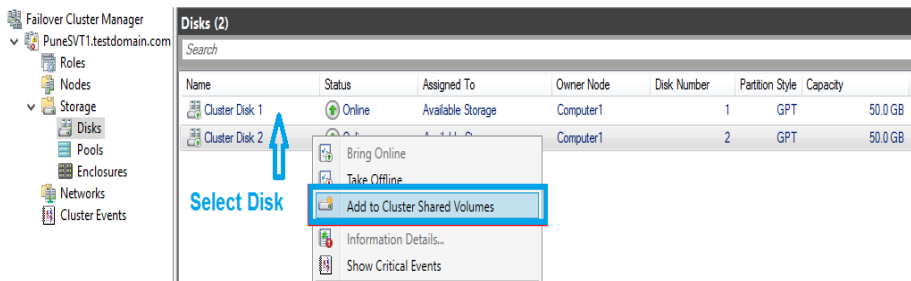 Failover Cluster Manager
PuneSVT1.testdomain.com
Roles
Nodes
Storage
Disks
Pools
Enclosures
Networks
Cluster Events
Disks (2)
Search
Name Status Assigned To Owner Node Disk Number Partition Style Capacity
Cluster Disk 1 Online Available Storage Computer1 1 GPT 50.0 GB
Cluster Disk 2 Computer1 2 GPT 50.0 GB
Select Disk
Bring Online
Take Offline
Add to Cluster Shared Volumes
Information Details...
Show Critical Events